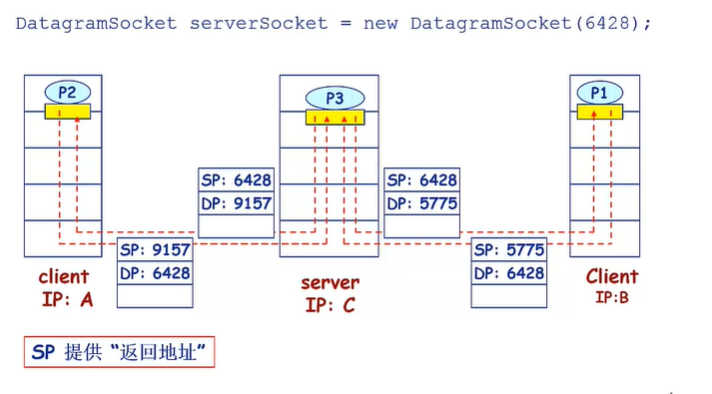 DatagramSocket serverSocket = new DatagramSocket(6428);
P2
P3
P1
SP: 6428
DP: 9157
SP: 6428
DP: 5775
SP: 9157
DP: 6428
SP: 5775
DP: 6428
client
IP: A
server
IP: C
Client
IP:B
SP 提供 “返回地址”